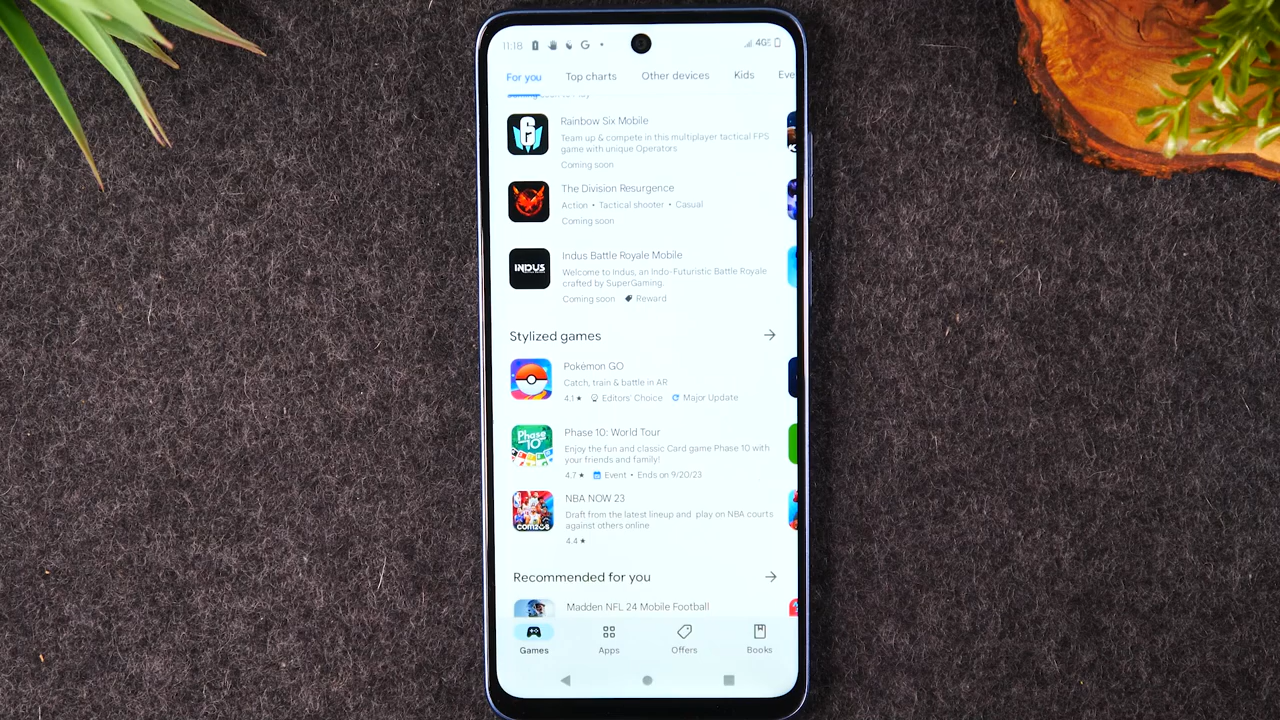 11:18
4G
For you
Top charts
Other devices
Kids
Eve
Coming soon to Play
Rainbow Six Mobile
Team up & compete in this multiplayer tactical FPS
game with unique Operators
Coming soon
The Division Resurgence
Action • Tactical shooter • Casual
Coming soon
INDUS
Indus Battle Royale Mobile
Welcome to Indus, an Indo-Futuristic Battle Royale
crafted by SuperGaming.
Coming soon Reward
Stylized games
Pokémon GO
Catch, train & battle in AR
4.1★ Editors' Choice Major Update
Phase
10
Phase 10: World Tour
Enjoy the fun and classic Card game Phase 10 with
your friends and family!
4.7★ Event • Ends on 9/20/23
com2uS
NBA NOW 23
Draft from the latest lineup and play on NBA courts
against others online
4.4★
Recommended for you
Madden NFL 24 Mobile Football
Games
Apps
Offers
Books